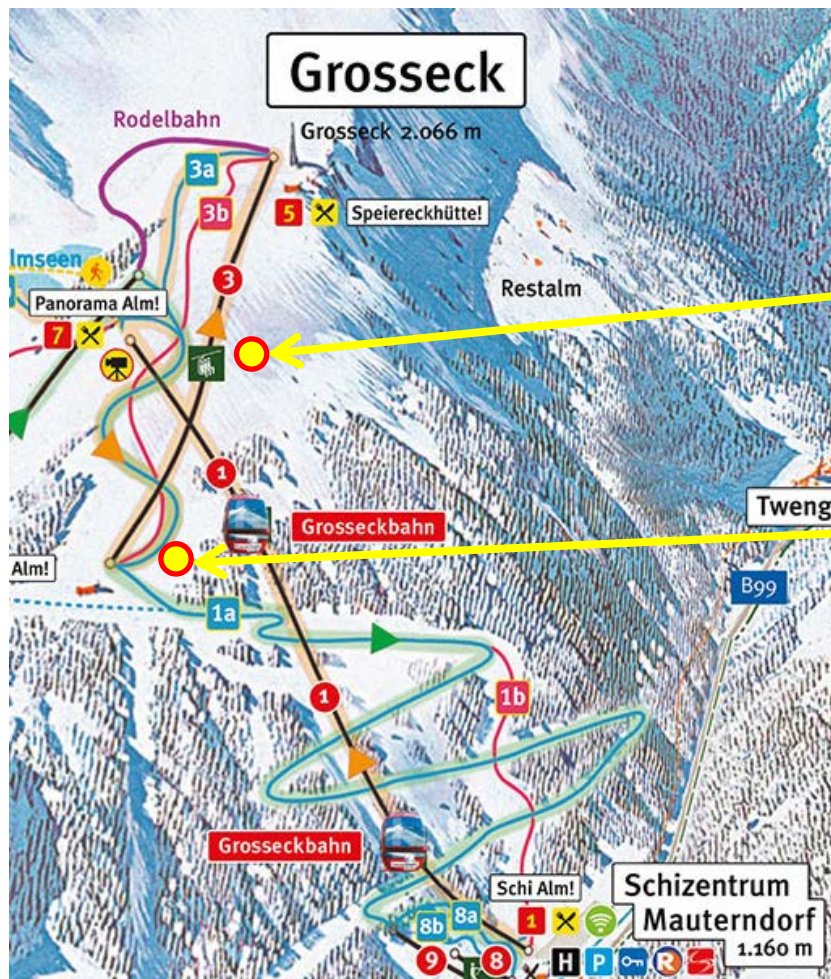 Grosseck
Rodelbahn
Grosseck 2.066 m
3a
3b
5
Speiereckhütte!
lmseen
3
Restalm
Panorama Alm!
7
1
Grosseckbahn
Tweng
Alm!
B99
1a
1
1b
Grosseckbahn
Schi Alm!
1
Schizentrum
Mauterndorf
1.160 m
8a
8b
9
8
H
P
R